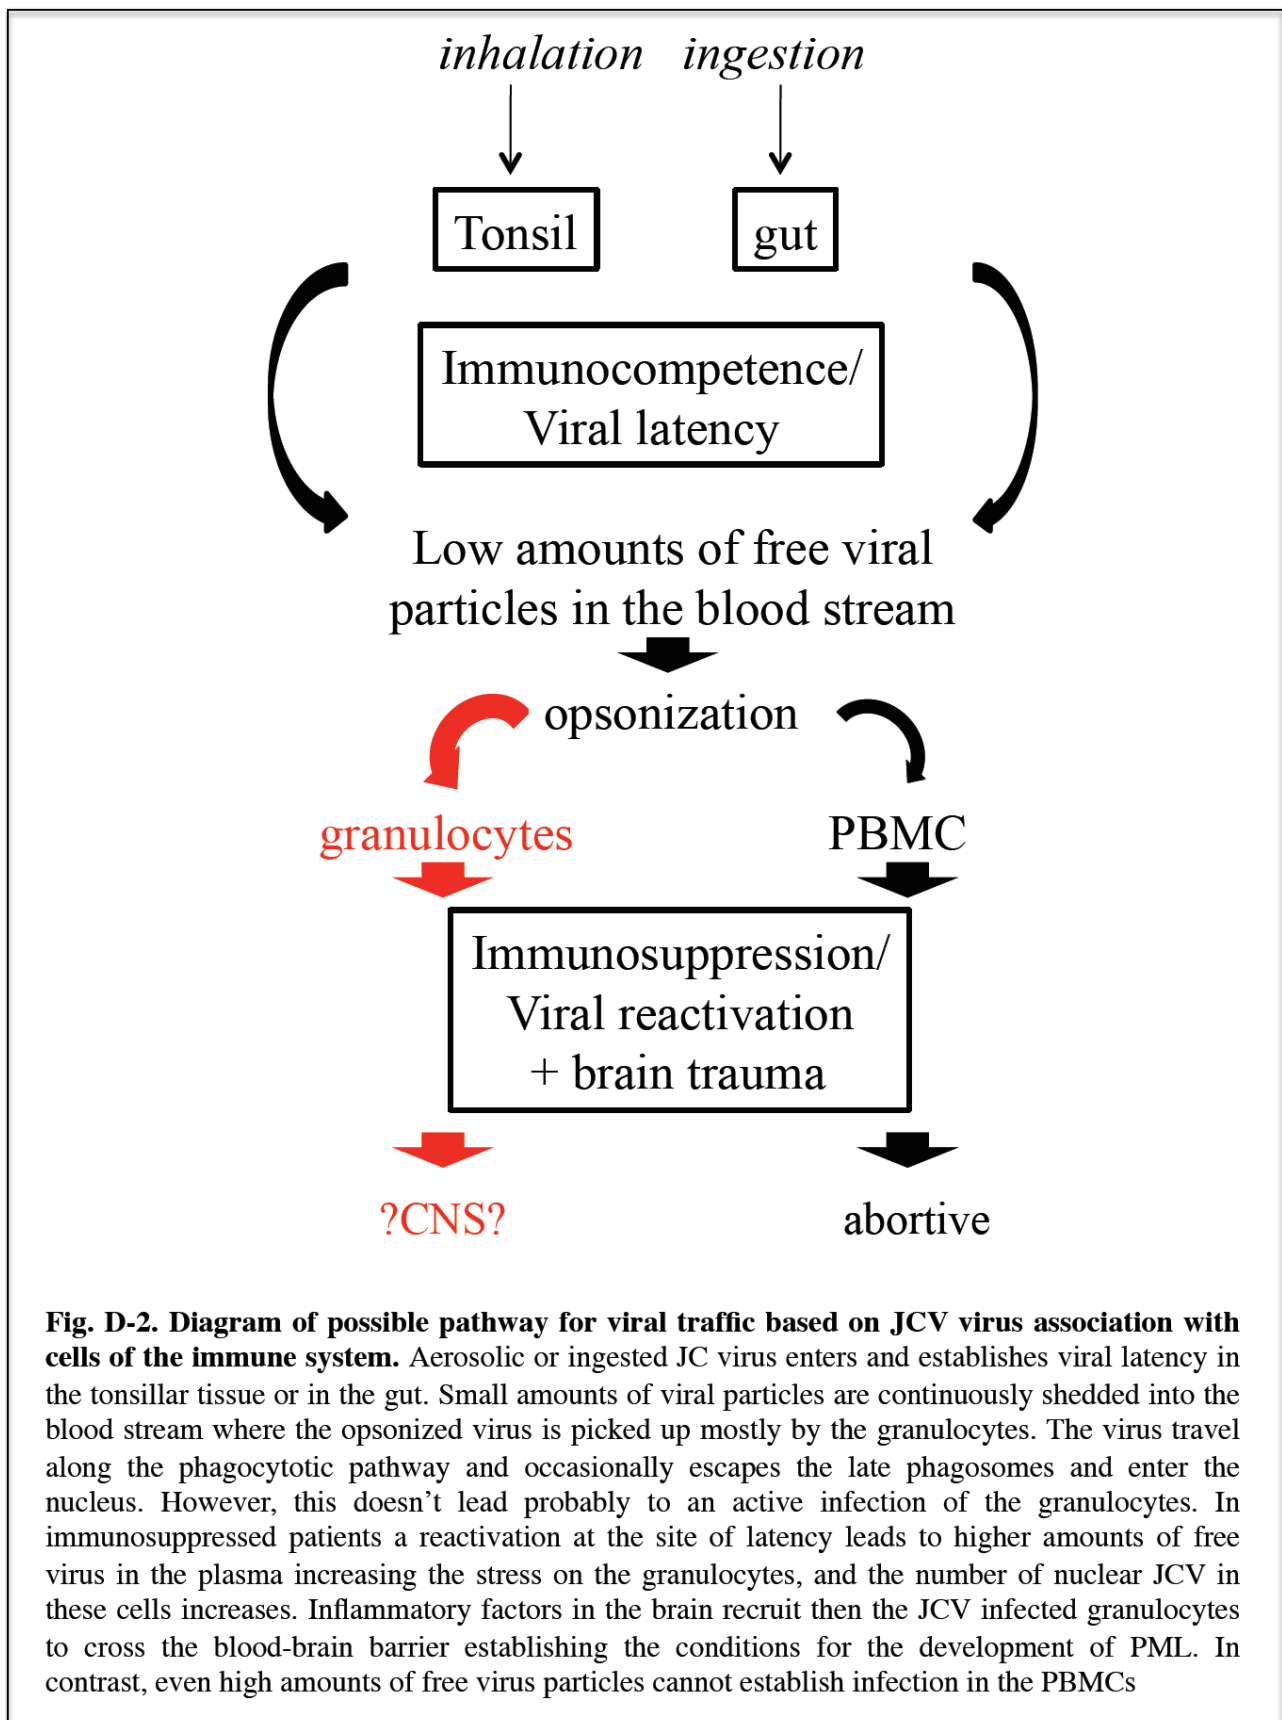 inhalation ingestion
Tonsil gut
Immunocompetence/
Viral latency
Low amounts of free viral
particles in the blood stream
opsonization
granulocytes PBMC
Immunosuppression/
Viral reactivation
+ brain trauma
?CNS? abortive
Fig. D-2. Diagram of possible pathway for viral traffic based on JCV virus association with
cells of the immune system. Aerosolic or ingested JC virus enters and establishes viral latency in
the tonsillar tissue or in the gut. Small amounts of viral particles are continuously shedded into the
blood stream where the opsonized virus is picked up mostly by the granulocytes. The virus travel
along the phagocytotic pathway and occasionally escapes the late phagosomes and enter the
nucleus. However, this doesn’t lead probably to an active infection of the granulocytes. In
immunosuppressed patients a reactivation at the site of latency leads to higher amounts of free
virus in the plasma increasing the stress on the granulocytes, and the number of nuclear JCV in
these cells increases. Inflammatory factors in the brain recruit then the JCV infected granulocytes
to cross the blood-brain barrier establishing the conditions for the development of PML. In
contrast, even high amounts of free virus particles cannot establish infection in the PBMCs